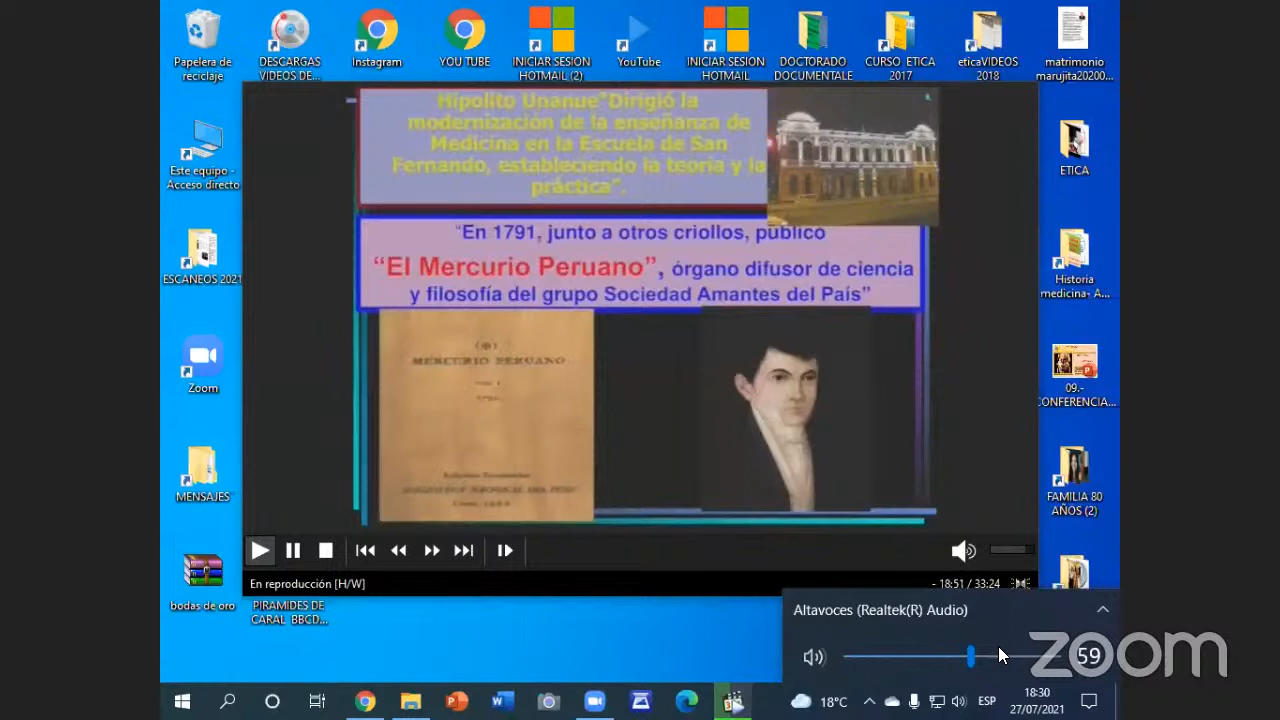 Papelera de
reciclaje
DESCARGAS
VIDEOS DE...
Instagram
YOU TUBE
INICIAR SESION
HOTMAIL (2)
YouTube
INICIAR SESION
HOTMAIL
DOCTORADO
DOCUMENTALE
CURSO ETICA
2017
eticaVIDEOS
2018
matrimonio
marujita20200...
Hipolito Unanue"Dirigió la
modernización de la enseñanza de
Medicina en la Escuela de San
Fernando, estableciendo la teoría y la
práctica".
"En 1791, junto a otros criollos, público
"El Mercurio Peruano", órgano difusor de ciencia
y filosofía del grupo Sociedad Amantes del País"
MERCURIO PERUANO
Este equipo -
Acceso directo
ESCANEOS 2021
Zoom
MENSAJES
bodas de oro
PIRAMIDES DE
CARAL BBCD...
ETICA
Historia
medicina- A...
09.-
CONFERENCIA...
FAMILIA 80
AÑOS (2)
En reproducción [H/W]
- 18:51 / 33:24
Altavoces (Realtek(R) Audio)
59
zoom
18°C
ESP
18:30
27/07/2021